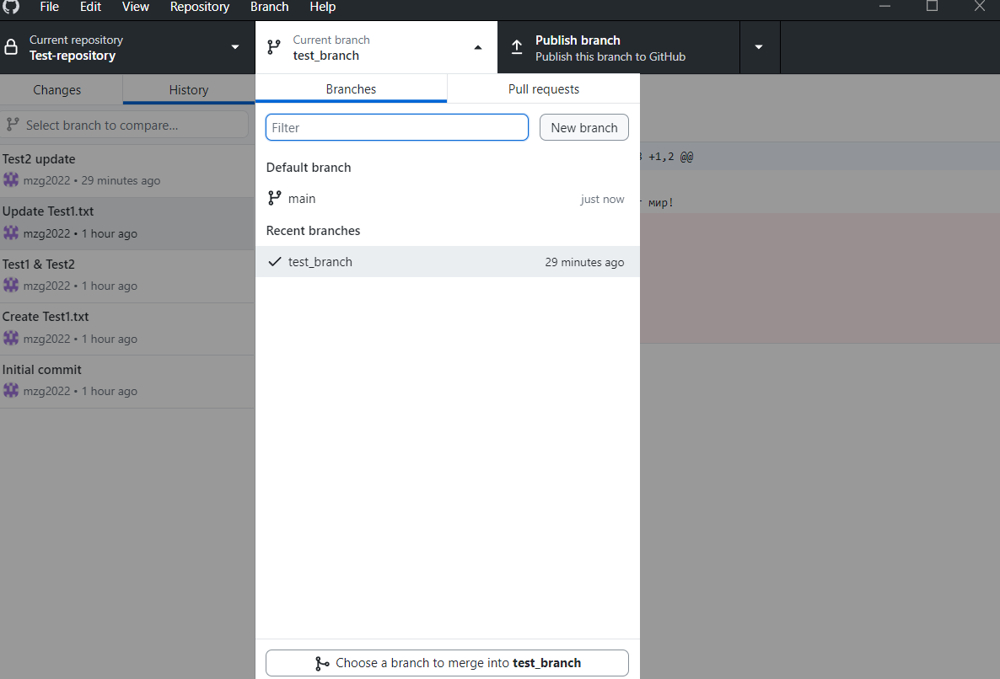 File Edit View Repository Branch Help
Current repository
Test-repository
Current branch
test_branch
Publish branch
Publish this branch to GitHub
Changes
History
Select branch to compare...
Test2 update
mzg2022 • 29 minutes ago
Update Test1.txt
mzg2022 • 1 hour ago
Test1 & Test2
mzg2022 • 1 hour ago
Create Test1.txt
mzg2022 • 1 hour ago
Initial commit
mzg2022 • 1 hour ago
Branches
Pull requests
Filter
New branch
Default branch
main just now
Recent branches
test_branch 29 minutes ago
Choose a branch to merge into test_branch
+1,2 @@
мир!